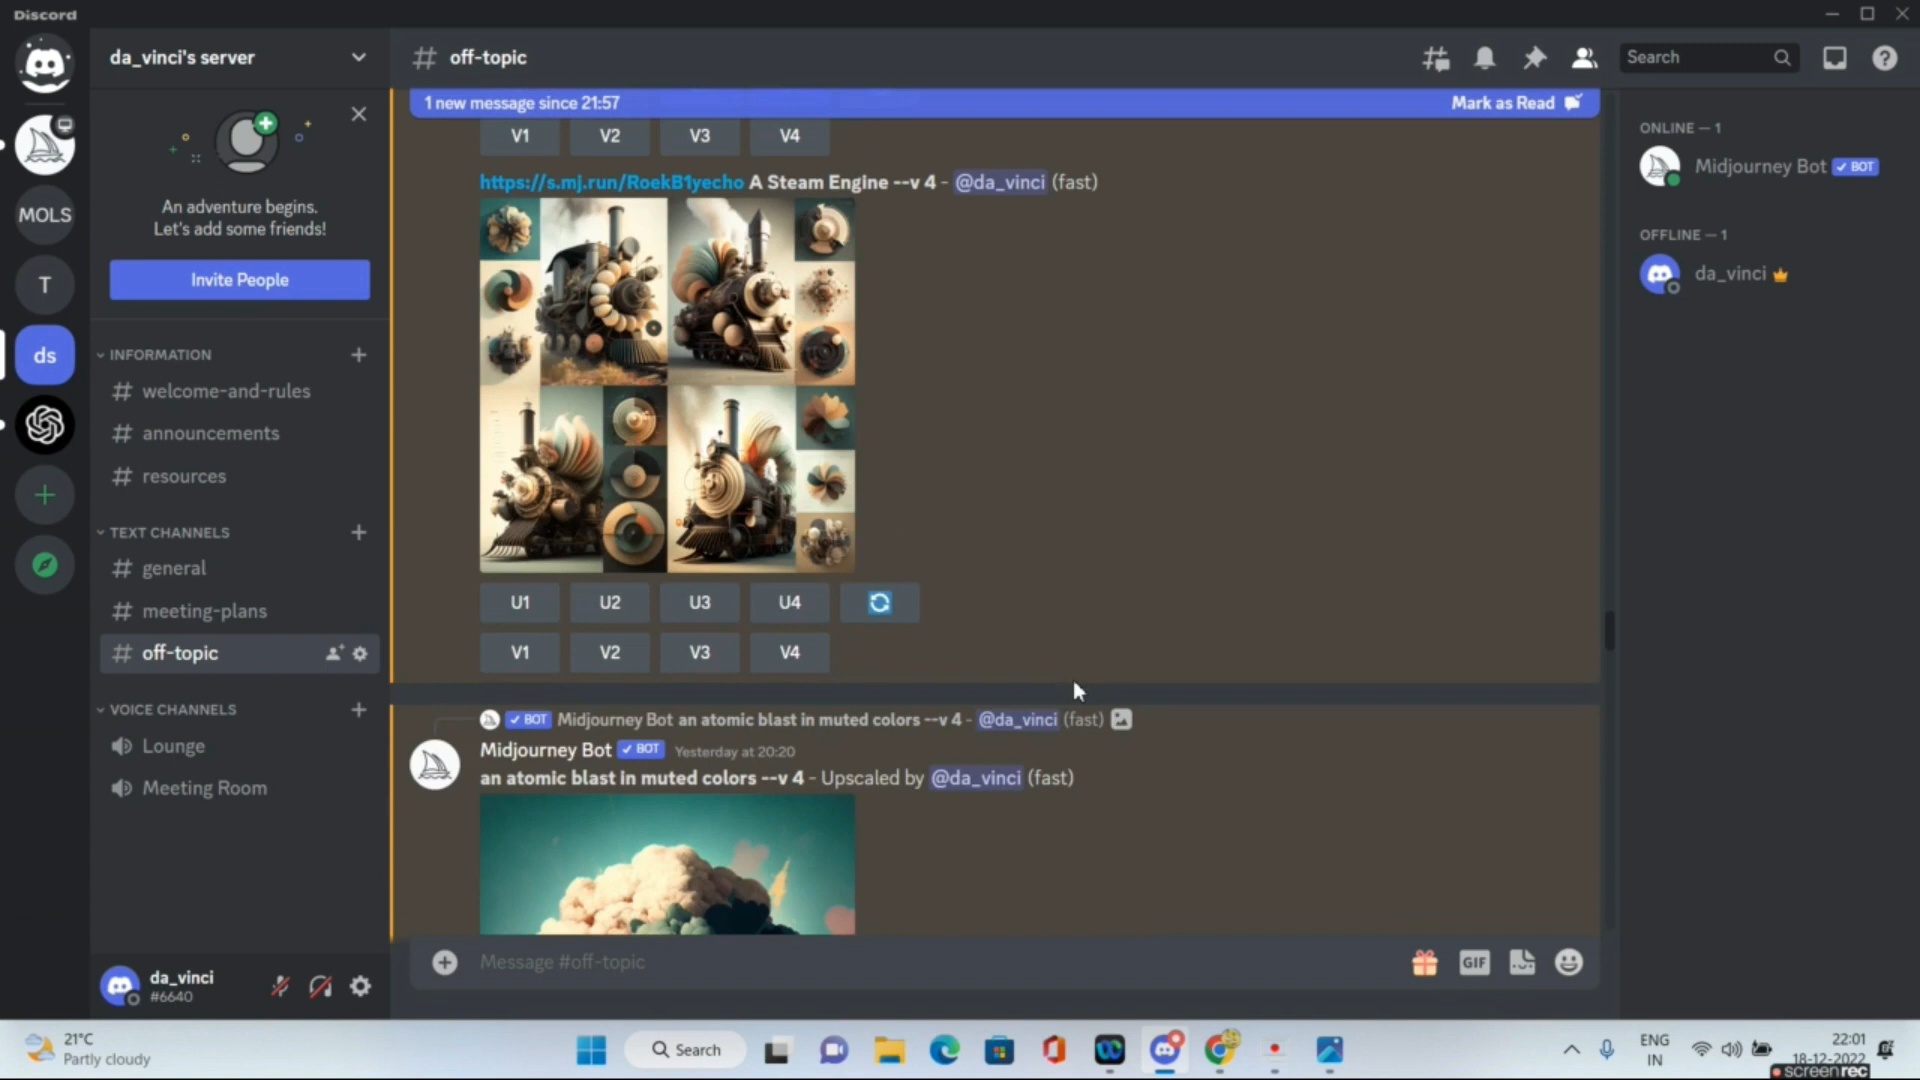 Discord
da_vinci's server
off-topic
Search
1 new message since 21:57
Mark as Read
V1 V2 V3 V4
https://s.mj.run/RoekB1yecho A Steam Engine --v 4 - @da_vinci (fast)
U1 U2 U3 U4
V1 V2 V3 V4
BOT Midjourney Bot an atomic blast in muted colors --v 4 - @da_vinci (fast)
Midjourney Bot BOT Yesterday at 20:20
an atomic blast in muted colors --v 4 - Upscaled by @da_vinci (fast)
Message #off-topic
GIF
MOLS
T
ds
An adventure begins.
Let's add some friends!
Invite People
INFORMATION
# welcome-and-rules
# announcements
# resources
TEXT CHANNELS
# general
# meeting-plans
# off-topic
VOICE CHANNELS
Lounge
Meeting Room
da_vinci
#6640
ONLINE — 1
Midjourney Bot BOT
OFFLINE — 1
da_vinci
21°C
Partly cloudy
Search
ENG
IN
22:01
18-12-2022
screenrec